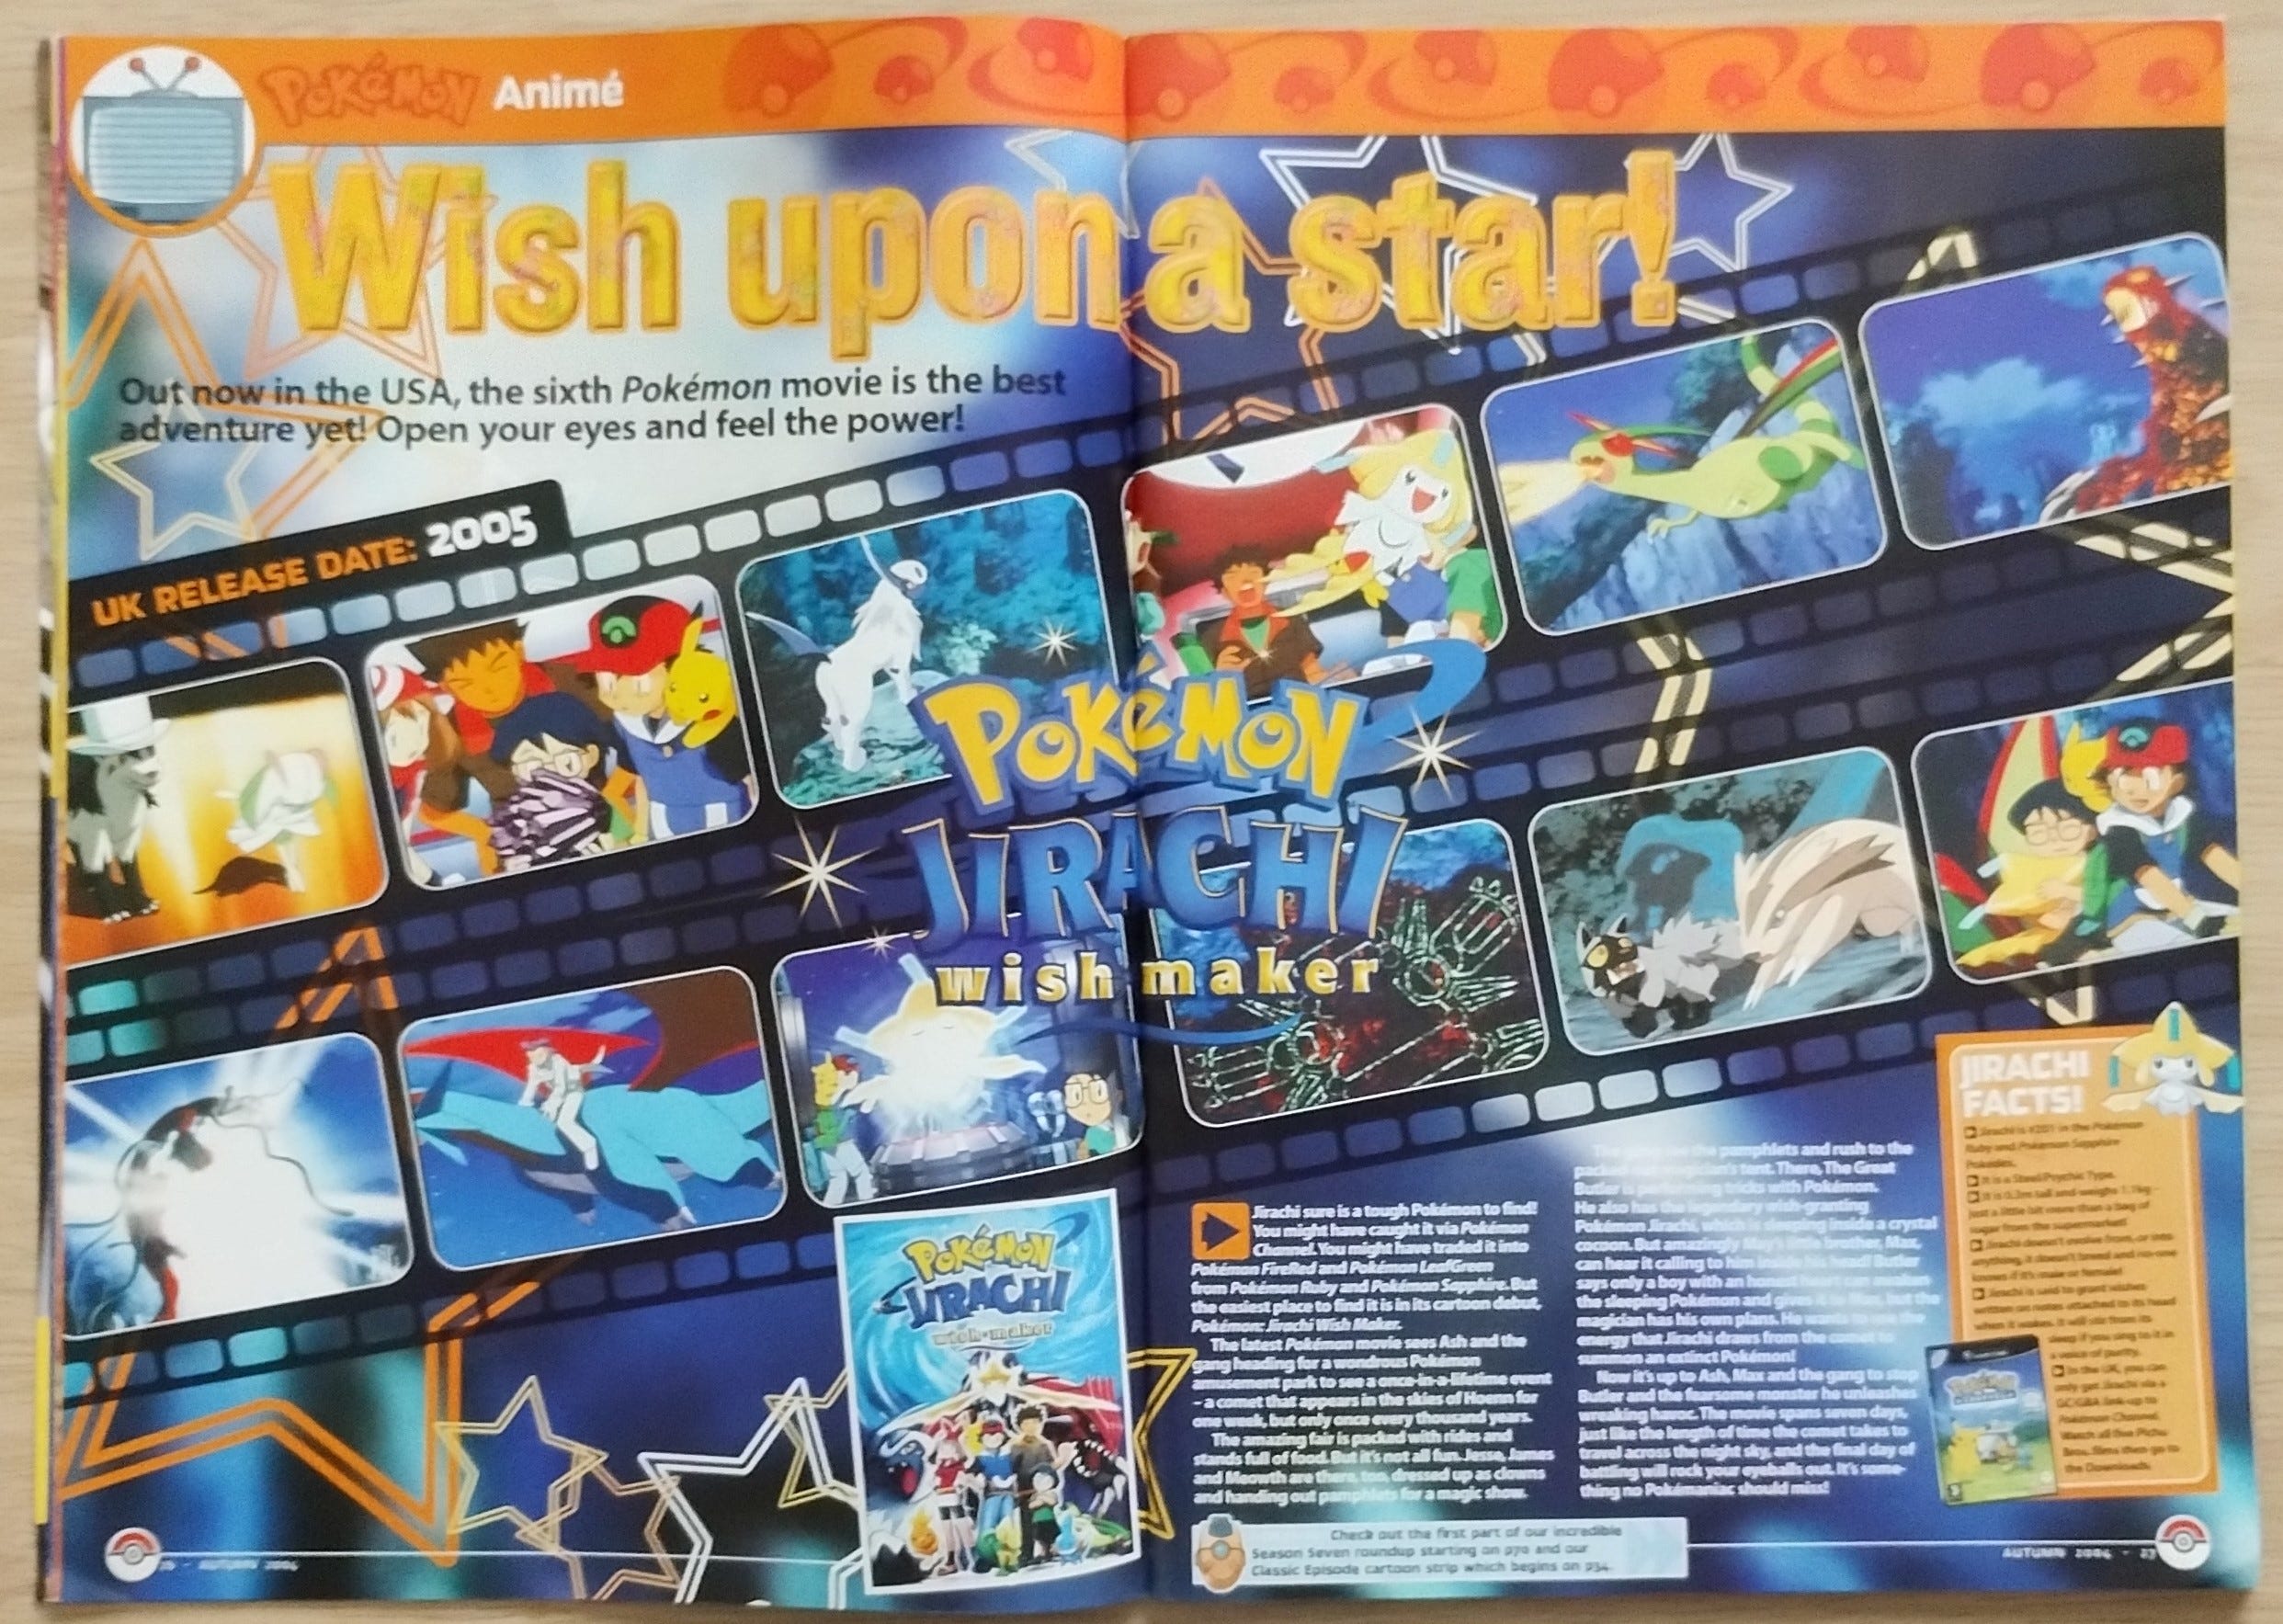 POKéMON Animé
Wish upon a star!
Out now in the USA, the sixth Pokémon movie is the best
adventure yet! Open your eyes and feel the power!
UK RELEASE DATE: 2005
POKéMON
JIRACHI
wish maker
POKéMON
JIRACHI
wish maker
Jirachi sure is a tough Pokémon to find!
You might have caught it via Pokémon
Channel. You might have traded it into
Pokémon FireRed and Pokémon LeafGreen
from Pokémon Ruby and Pokémon Sapphire. But
the easiest place to find it is in its cartoon debut,
Pokémon: Jirachi Wish Maker.
The latest Pokémon movie sees Ash and the
gang heading for a wondrous Pokémon
amusement park to see a once-in-a-lifetime event
– a comet that appears in the skies of Hoenn for
one week, but only once every thousand years.
The amazing fair is packed with rides and
stands full of food. But it's not all fun. Jesse, James
and Meowth are there, too, dressed up as clowns
and handing out pamphlets for a magic show.
The the pamphlets and rush to the
tent. There, The Great
Butler is performing tricks with Pokémon.
He also has the wish-granting
Pokémon Jirachi, which is sleeping inside a crystal
cocoon. But amazingly little brother, Max,
can hear it calling to him head! Butler
says only a boy with an honest heart can awaken
the sleeping Pokémon and gives it to Max, but the
magician has his own plans. He wants to use the
energy that Jirachi draws from the comet to
summon an extinct Pokémon!
Now it's up to Ash, Max and the gang to stop
Butler and the fearsome monster he unleashes
wreaking havoc. The movie spans seven days,
just like the length of time the comet takes to
travel across the night sky, and the final day of
battling will rock your eyeballs out. It's some-
thing no Pokémaniac should miss!
JIRACHI
FACTS!
Jirachi is #201 in the Pokémon
Ruby and Pokémon Sapphire
Pokédex.
It is a Steel/Psychic Type.
It is 0.3m tall and weighs 1.1kg –
just a little bit more than a bag of
sugar from the supermarket!
Jirachi doesn't evolve from, or into
anything, it doesn't breed and no-one
knows if it's male or female!
Jirachi is said to grant wishes
written on notes attached to its head
when it wakes. It will stir from its
sleep if you sing to it in
a voice of purity.
In the UK, you can
only get Jirachi via a
GC/GBA link-up to
Pokémon Channel.
Watch all five Pichu
Bros. films then go to
the Downloads.
Check out the first part of our incredible
Season Seven roundup starting on p70 and our
Classic Episode cartoon strip which begins on p34.
26 - AUTUMN 2004
AUTUMN 2004 - 27